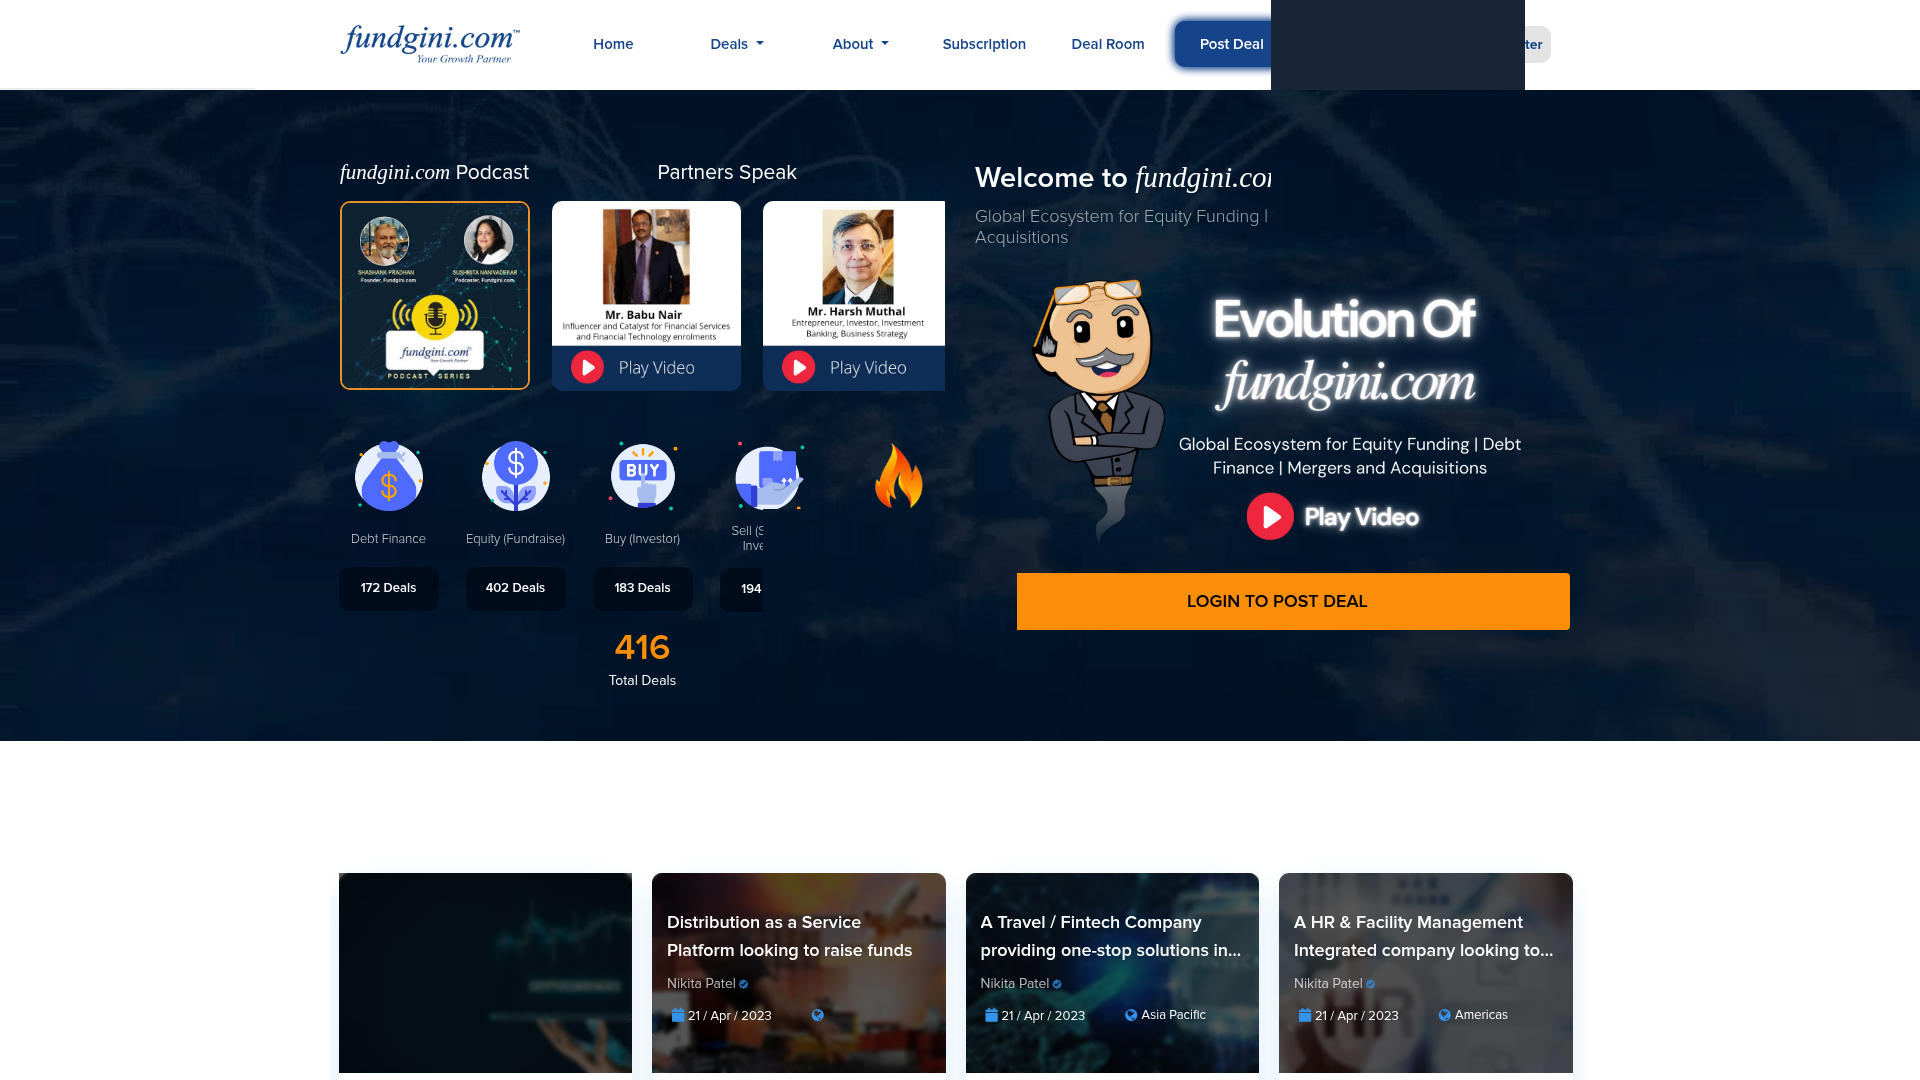 fundgini.com™
Your Growth Partner
Home
Deals
About
Subscription
Deal Room
Post Deal
ter
fundgini.com Podcast
Partners Speak
SHASHANK PRADHAN
Founder, Fundgini.com
SUSHMITA NANIVADEKAR
Podcaster, Fundgini.com
fundgini.com
Your Growth Partner
PODCAST SERIES
Mr. Babu Nair
Influencer and Catalyst for Financial Services
and Financial Technology enrolments
Play Video
Mr. Harsh Muthal
Entrepreneur, Investor, Investment
Banking, Business Strategy
Play Video
Welcome to fundgini.co
Global Ecosystem for Equity Funding |
Acquisitions
Evolution Of
fundgini.com
Global Ecosystem for Equity Funding | Debt
Finance | Mergers and Acquisitions
Play Video
BUY
Debt Finance
Equity (Fundraise)
Buy (Investor)
Sell (S
Inve
172 Deals
402 Deals
183 Deals
194
416
Total Deals
LOGIN TO POST DEAL
Distribution as a Service
Platform looking to raise funds
Nikita Patel
21 / Apr / 2023
A Travel / Fintech Company
providing one-stop solutions in...
Nikita Patel
21 / Apr / 2023
Asia Pacific
A HR & Facility Management
Integrated company looking to...
Nikita Patel
21 / Apr / 2023
Americas
HR